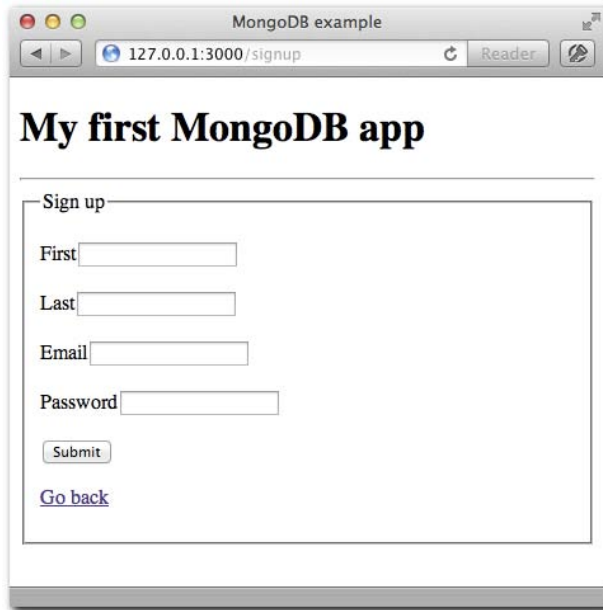 MongoDB example
127.0.0.1:3000/signup
Reader
My first MongoDB app
Sign up
First
Last
Email
Password
Submit
Go back